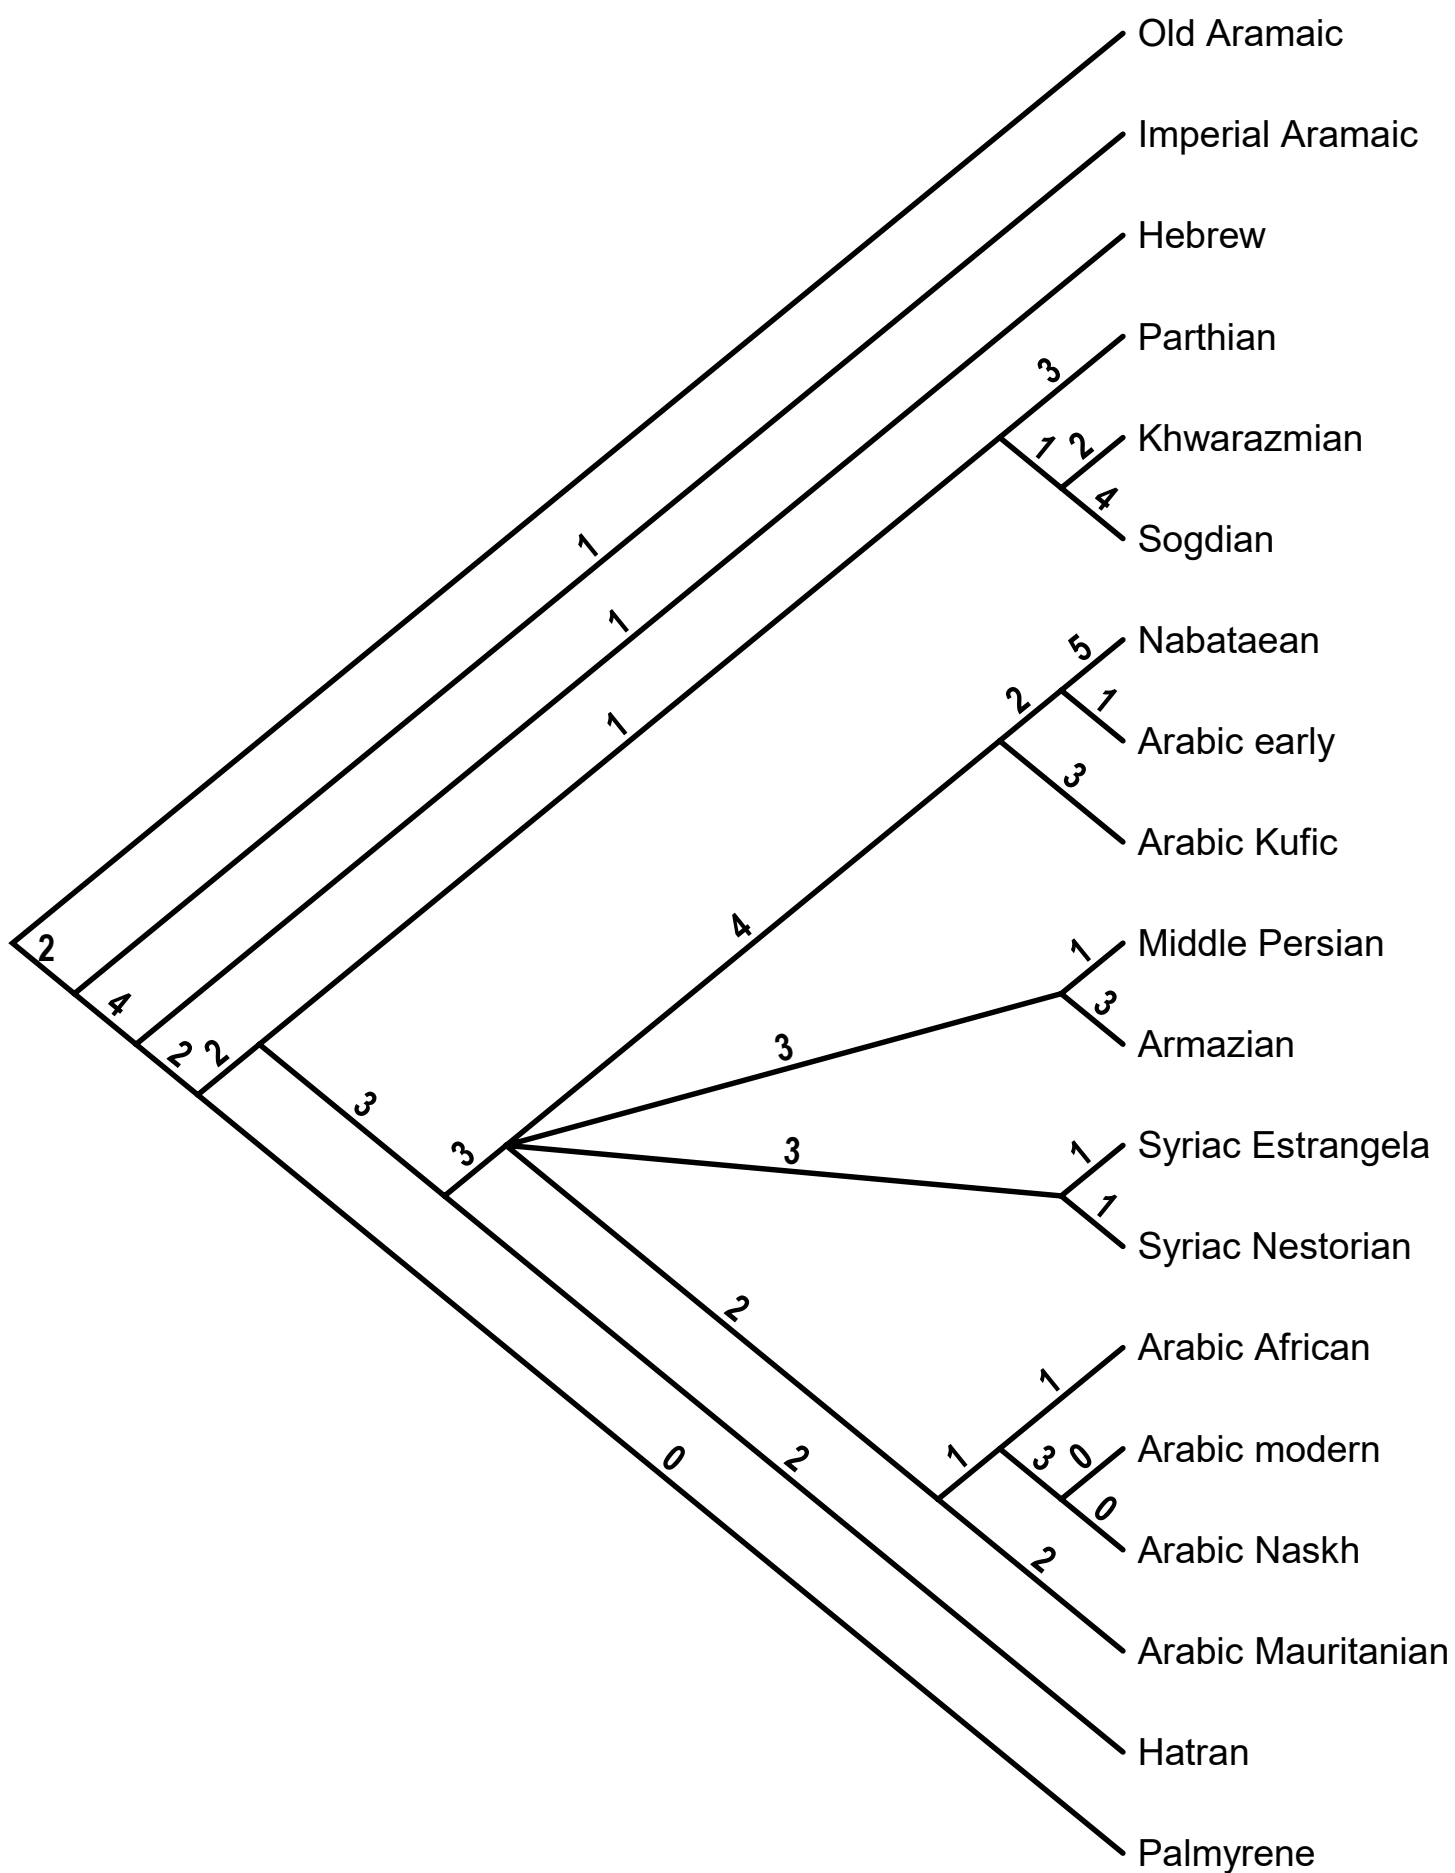 Old Aramaic
Imperial Aramaic
Hebrew
3 Parthian
1 2 Khwarazmian
4
Sogdian
1
1
5 Nabataean
2 1
1
Arabic early
3
Arabic Kufic
4
2
1 Middle Persian
4 3
3 Armazian
2 2
3
3 3
1 Syriac Estrangela
1
Syriac Nestorian
2
Arabic African
1
1 3 0 Arabic modern
0 2
0
Arabic Naskh
2
Arabic Mauritanian
Hatran
Palmyrene